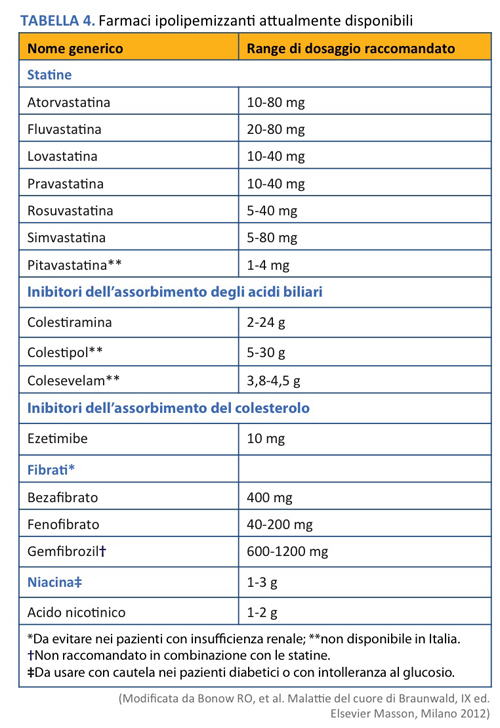 TABELLA 4. Farmaci ipolipemizzanti attualmente disponibili
Nome generico Range di dosaggio raccomandato
Statine
Atorvastatina 10-80 mg
Fluvastatina 20-80 mg
Lovastatina 10-40 mg
Pravastatina 10-40 mg
Rosuvastatina 5-40 mg
Simvastatina 5-80 mg
Pitavastatina** 1-4 mg
Inibitori dell'assorbimento degli acidi biliari
Colestiramina 2-24 g
Colestipol** 5-30 g
Colesevelam** 3,8-4,5 g
Inibitori dell'assorbimento del colesterolo
Ezetimibe 10 mg
Fibrati*
Bezafibrato 400 mg
Fenofibrato 40-200 mg
Gemfibrozil† 600-1200 mg
Niacina‡ 1-3 g
Acido nicotinico 1-2 g
*Da evitare nei pazienti con insufficienza renale; **non disponibile in Italia.
†Non raccomandato in combinazione con le statine.
‡Da usare con cautela nei pazienti diabetici o con intolleranza al glucosio.
(Modificata da Bonow RO, et al. Malattie del cuore di Braunwald, IX ed.
Elsevier Masson, Milano 2012)